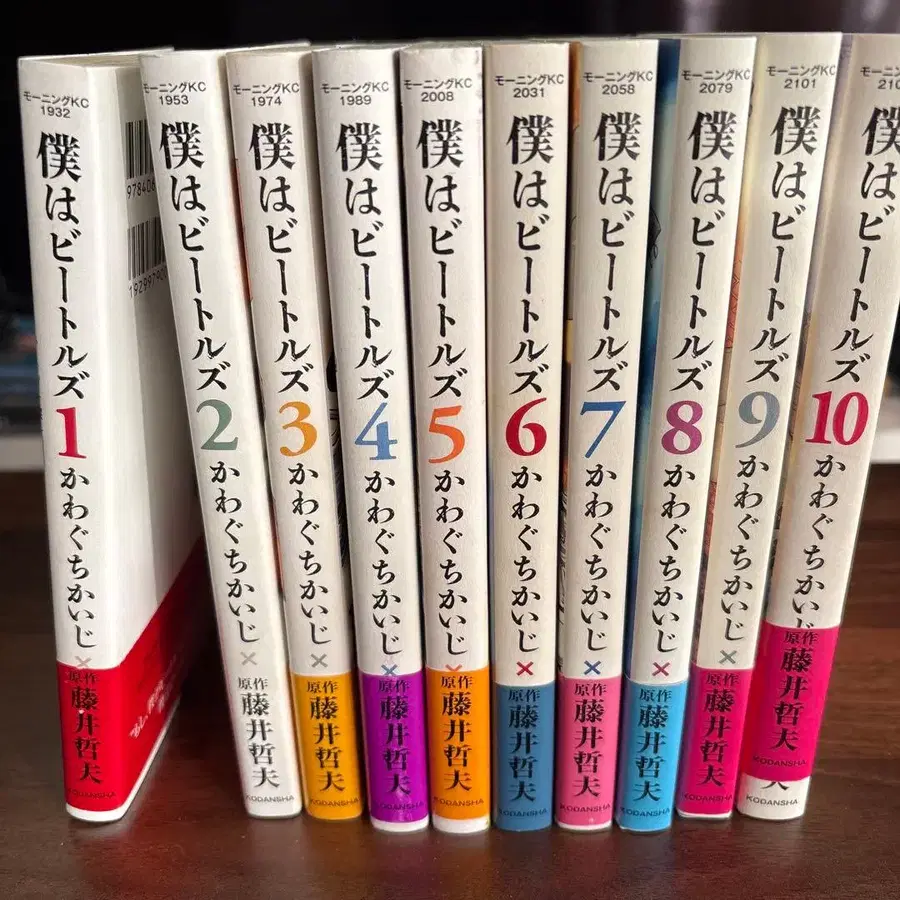 モーニングKC
1932
僕はビートルズ
1
かわぐちかいじ
×
原作
藤井哲夫
KODANSHA
モーニングKC
1953
僕はビートルズ
2
かわぐちかいじ
×
原作
藤井哲夫
KODANSHA
モーニングKC
1974
僕はビートルズ
3
かわぐちかいじ
×
原作
藤井哲夫
KODANSHA
モーニングKC
1989
僕はビートルズ
4
かわぐちかいじ
×
原作
藤井哲夫
KODANSHA
モーニングKC
2008
僕はビートルズ
5
かわぐちかいじ
×
原作
藤井哲夫
KODANSHA
モーニングKC
2031
僕はビートルズ
6
かわぐちかいじ
×
原作
藤井哲夫
KODANSHA
モーニングKC
2058
僕はビートルズ
7
かわぐちかいじ
×
原作
藤井哲夫
KODANSHA
モーニングKC
2079
僕はビートルズ
8
かわぐちかいじ
×
原作
藤井哲夫
KODANSHA
モーニングKC
2101
僕はビートルズ
9
かわぐちかいじ
×
原作
藤井哲夫
KODANSHA
モーニング
僕はビートルズ
10
かわぐちかいじ
原作
藤井哲夫
KODANSHA